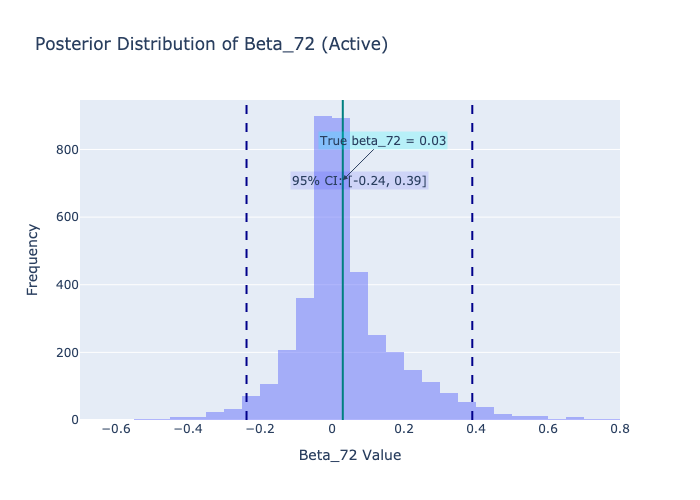 Posterior Distribution of Beta_72 (Active)
True beta_72 = 0.03
95% CI: [-0.24, 0.39]
Frequency
800
600
400
200
0
−0.6
−0.4
−0.2
0
0.2
0.4
0.6
0.8
Beta_72 Value